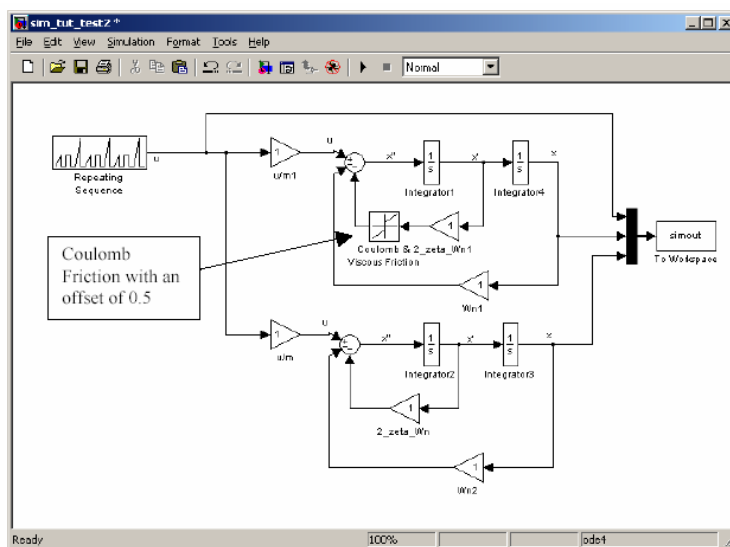 sim_tut_test2 *
File Edit View Simulation Format Tools Help
Normal
Repeating
Sequence
u
1
u/m1
u
x''
1
s
Integrator1
x'
1
s
Integrator4
x
Coulomb &
Viscous Friction
1
2_zeta_Wn1
1
Wn1
simout
To Workspace
Coulomb
Friction with an
offset of 0.5
1
u/m
u
x''
1
s
Integrator2
x'
1
s
Integrator3
x
1
2_zeta_Wn
1
Wn2
Ready 100% ode4